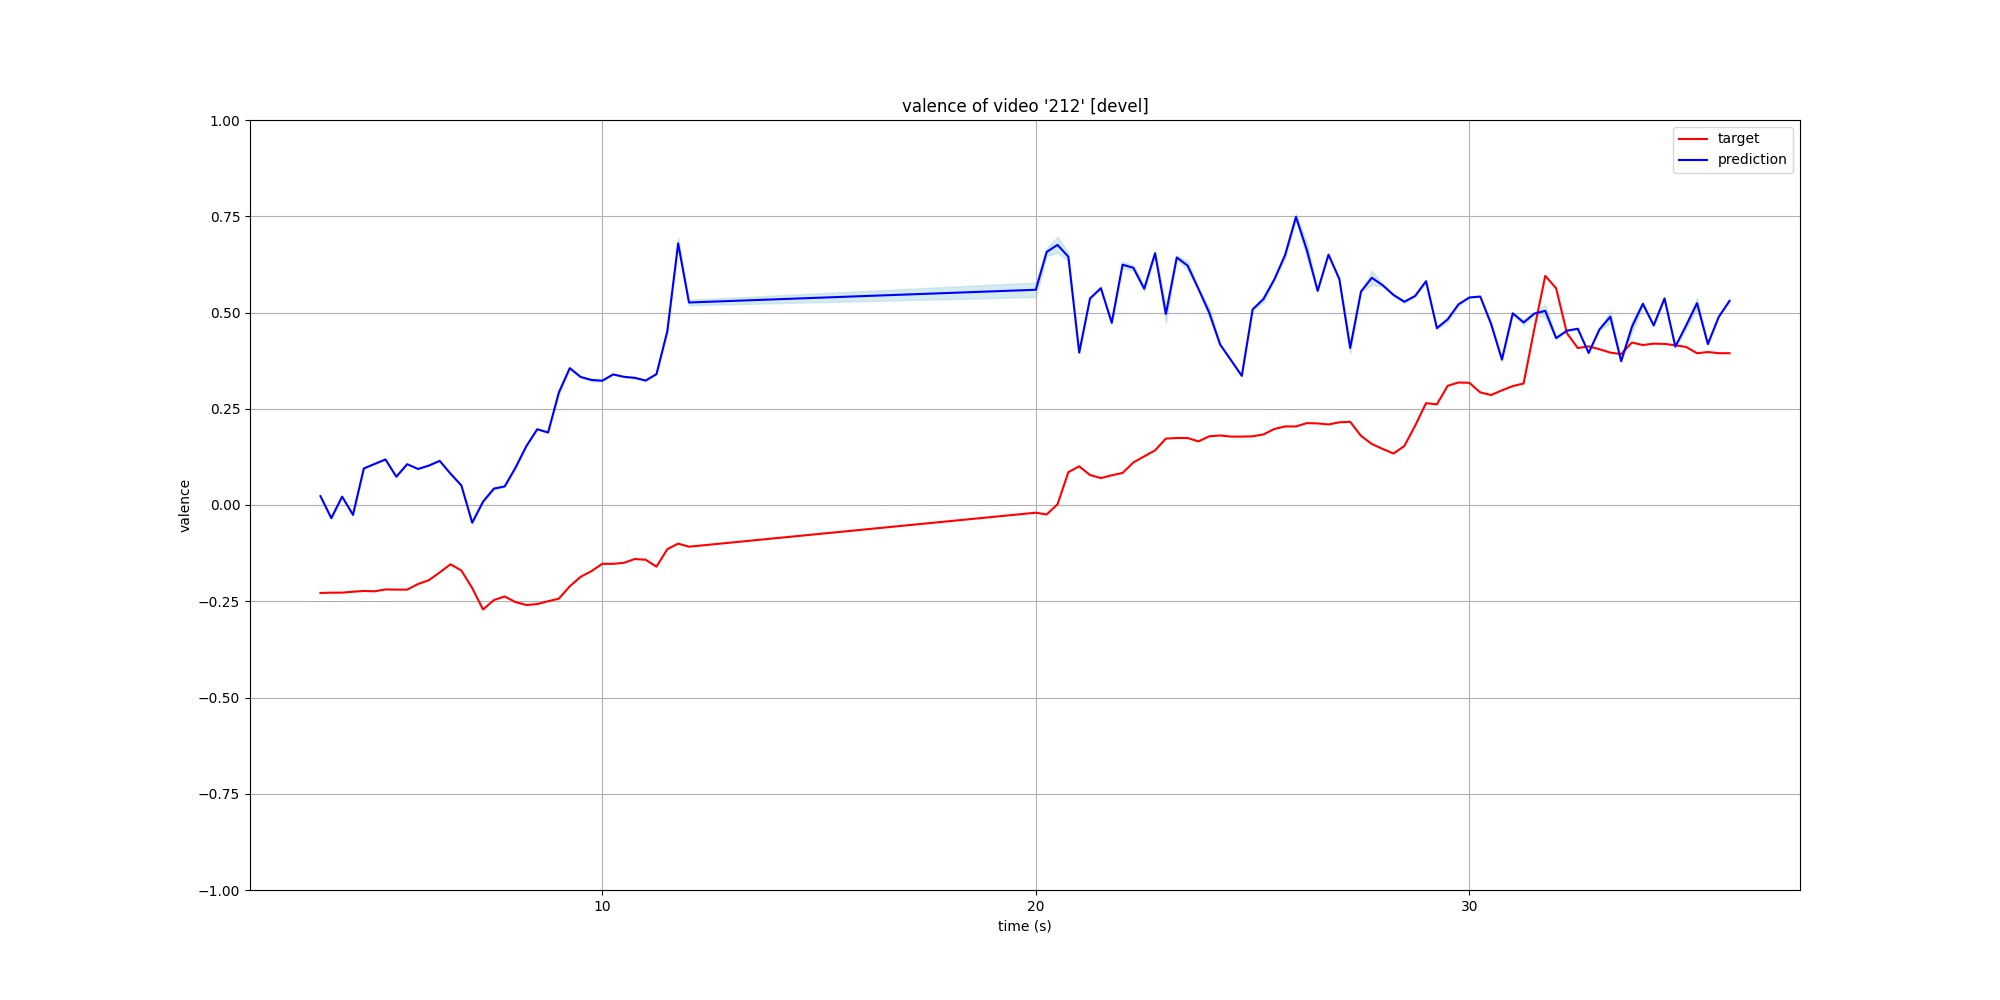 valence of video '212' [devel]
target
prediction
1.00
0.75
0.50
0.25
0.00
−0.25
−0.50
−0.75
−1.00
valence
10
20
30
time (s)